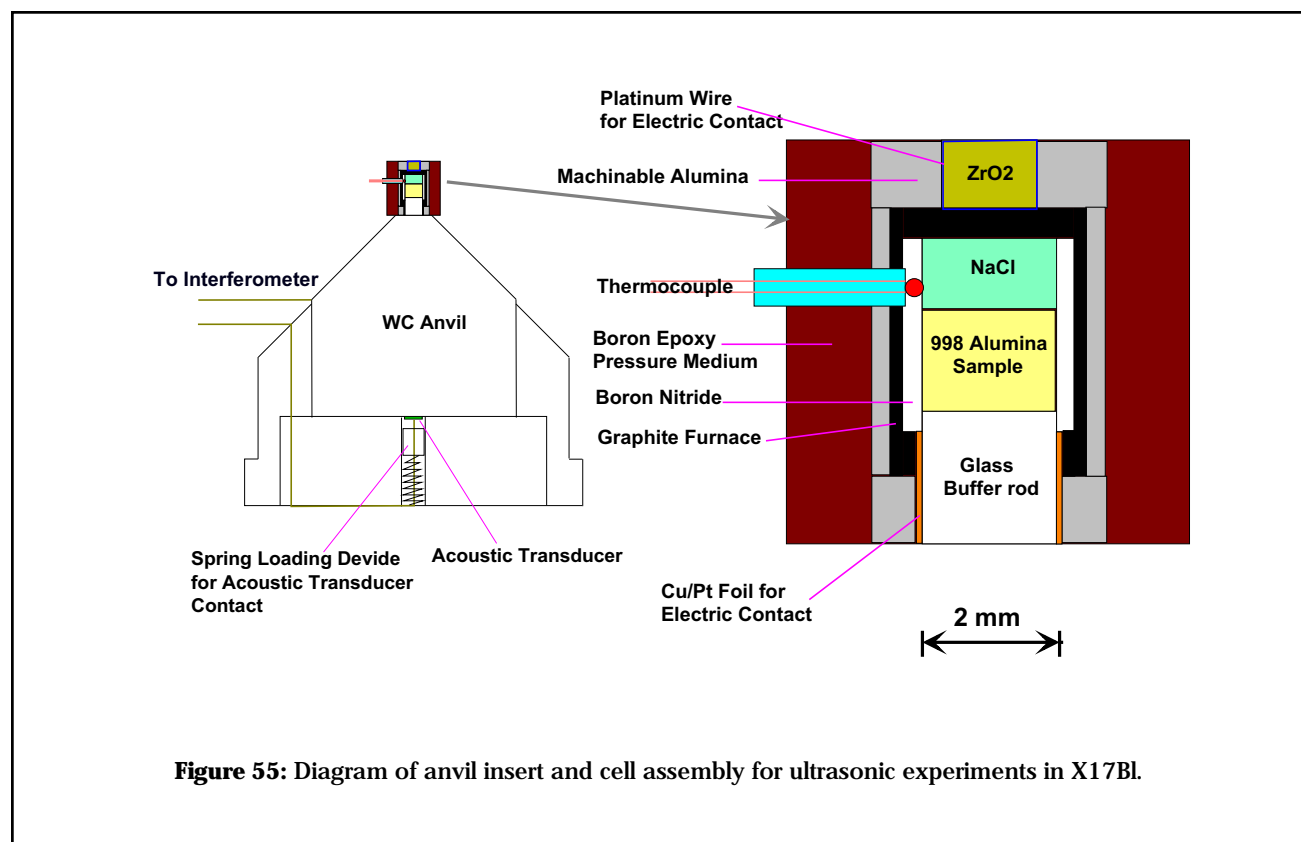 Platinum Wire
for Electric Contact
Machinable Alumina
ZrO2
To Interferometer
WC Anvil
Thermocouple
NaCl
Boron Epoxy
Pressure Medium
998 Alumina
Sample
Boron Nitride
Graphite Furnace
Glass
Buffer rod
Spring Loading Devide
for Acoustic Transducer
Contact
Acoustic Transducer
Cu/Pt Foil for
Electric Contact
2 mm
Figure 55: Diagram of anvil insert and cell assembly for ultrasonic experiments in X17Bl.